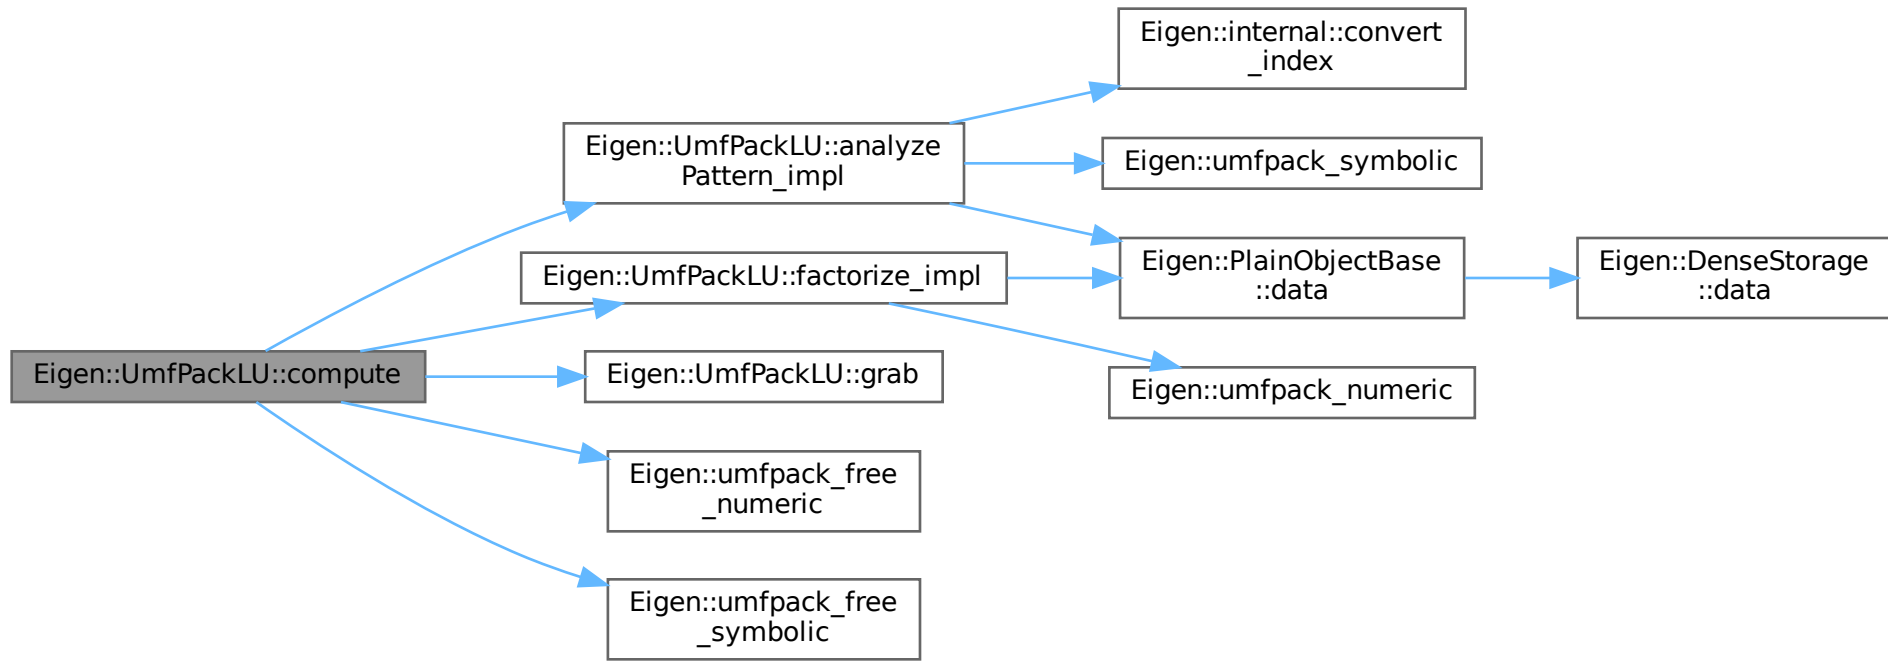 Eigen::UmfPackLU::compute
Eigen::UmfPackLU::analyze
Pattern_impl
Eigen::UmfPackLU::factorize_impl
Eigen::UmfPackLU::grab
Eigen::umfpack_free
_numeric
Eigen::umfpack_free
_symbolic
Eigen::internal::convert
_index
Eigen::umfpack_symbolic
Eigen::PlainObjectBase
::data
Eigen::umfpack_numeric
Eigen::DenseStorage
::data